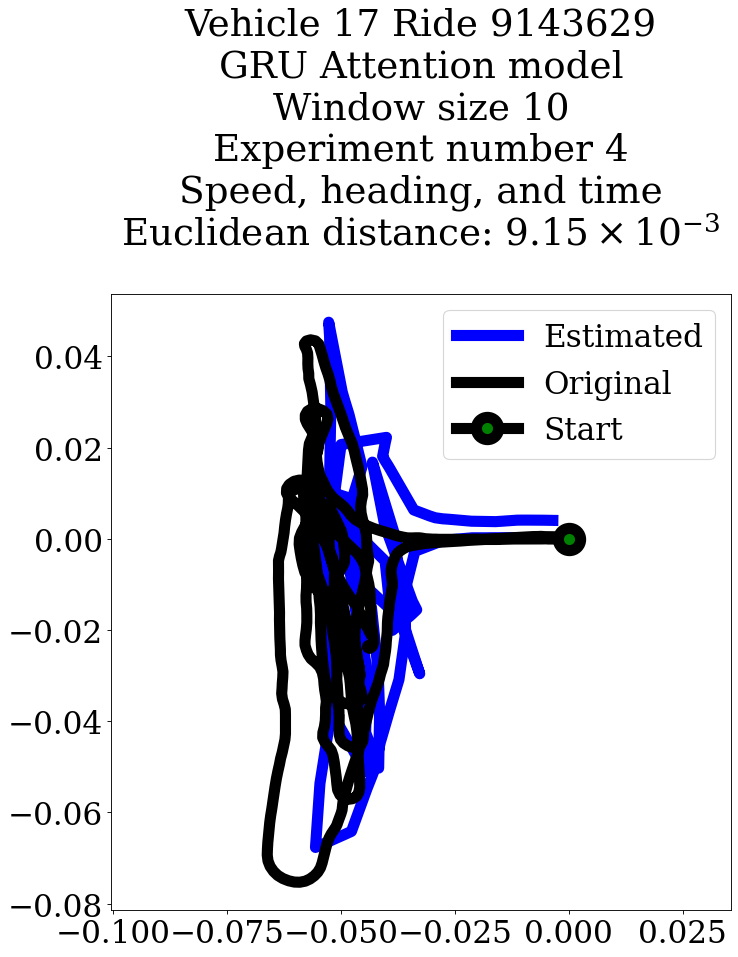 Vehicle 17 Ride 9143629
GRU Attention model
Window size 10
Experiment number 4
Speed, heading, and time
Euclidean distance: 9.15 × 10⁻³
Estimated
Original
Start
0.04
0.02
0.00
−0.02
−0.04
−0.06
−0.08
−0.100 −0.075 −0.050 −0.025 0.000 0.025